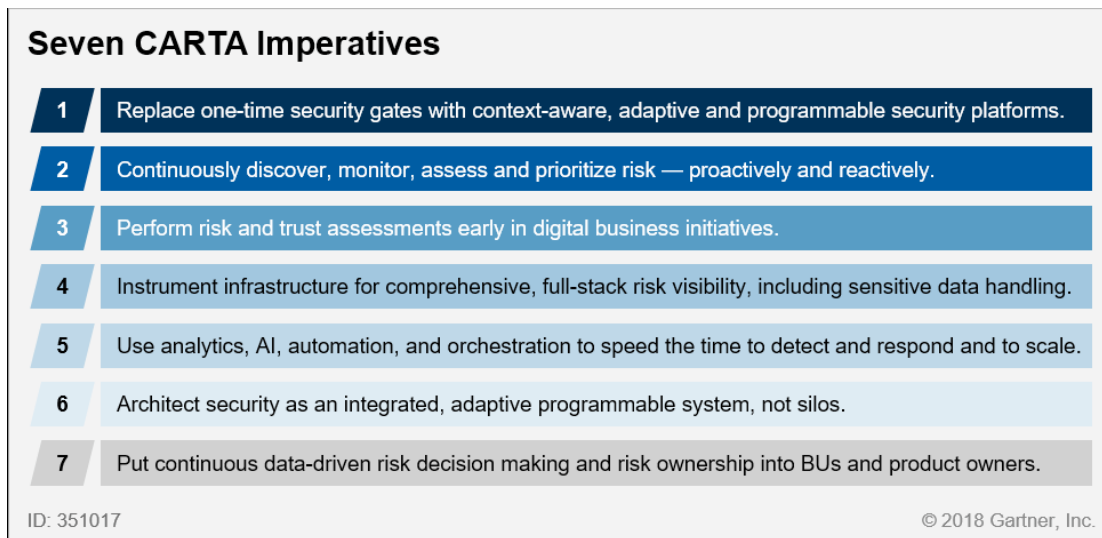 Seven CARTA Imperatives
1 Replace one-time security gates with context-aware, adaptive and programmable security platforms.
2 Continuously discover, monitor, assess and prioritize risk — proactively and reactively.
3 Perform risk and trust assessments early in digital business initiatives.
4 Instrument infrastructure for comprehensive, full-stack risk visibility, including sensitive data handling.
5 Use analytics, AI, automation, and orchestration to speed the time to detect and respond and to scale.
6 Architect security as an integrated, adaptive programmable system, not silos.
7 Put continuous data-driven risk decision making and risk ownership into BUs and product owners.
ID: 351017 © 2018 Gartner, Inc.